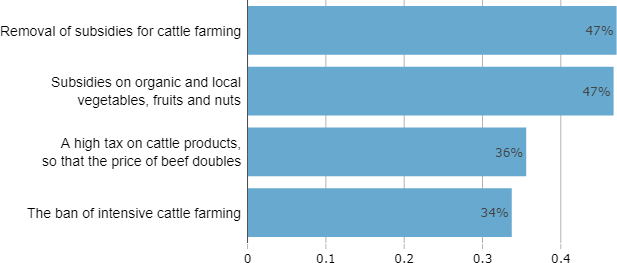 Removal of subsidies for cattle farming
47%
Subsidies on organic and local
vegetables, fruits and nuts
47%
A high tax on cattle products,
so that the price of beef doubles
36%
The ban of intensive cattle farming
34%
0 0.1 0.2 0.3 0.4